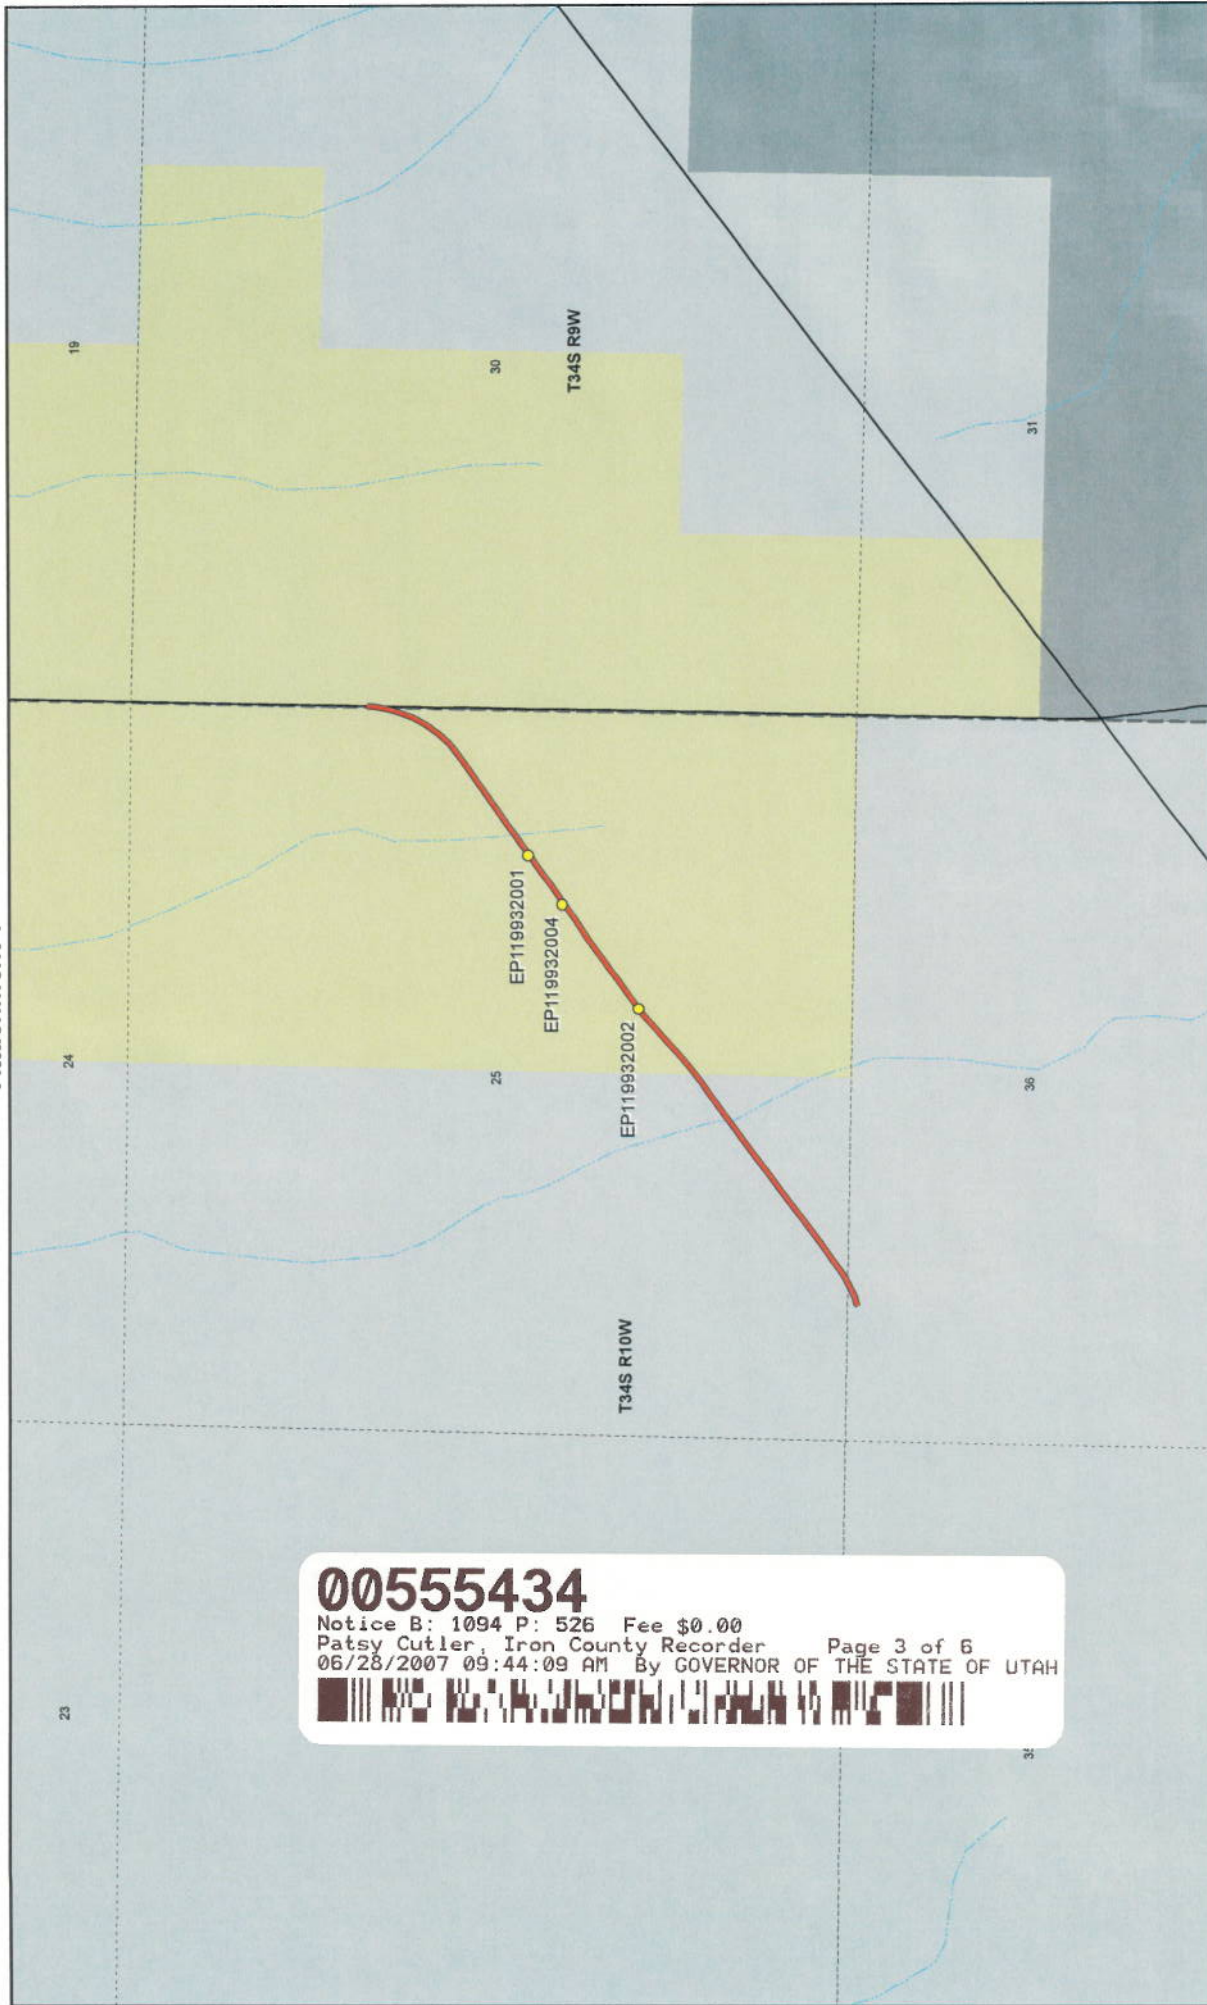 19
30
T34S R9W
31
24
25
EP119932001
EP119932004
EP119932002
36
T34S R10W
23
00555434
Notice B: 1094 P: 526 Fee $0.00
Patsy Cutler, Iron County Recorder Page 3 of 6
06/28/2007 09:44:09 AM By GOVERNOR OF THE STATE OF UTAH